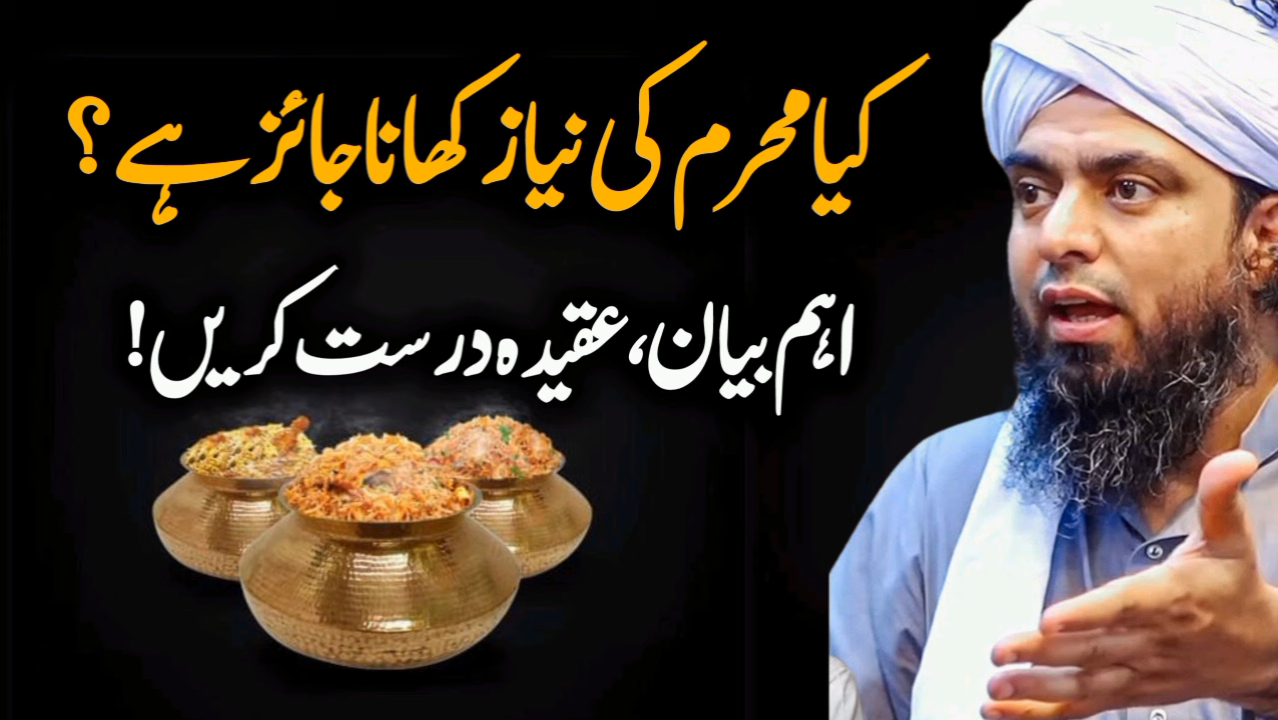 کیا محرم کی نیاز کھانا جائز ہے ؟
اہم بیان، عقیدہ درست کریں!